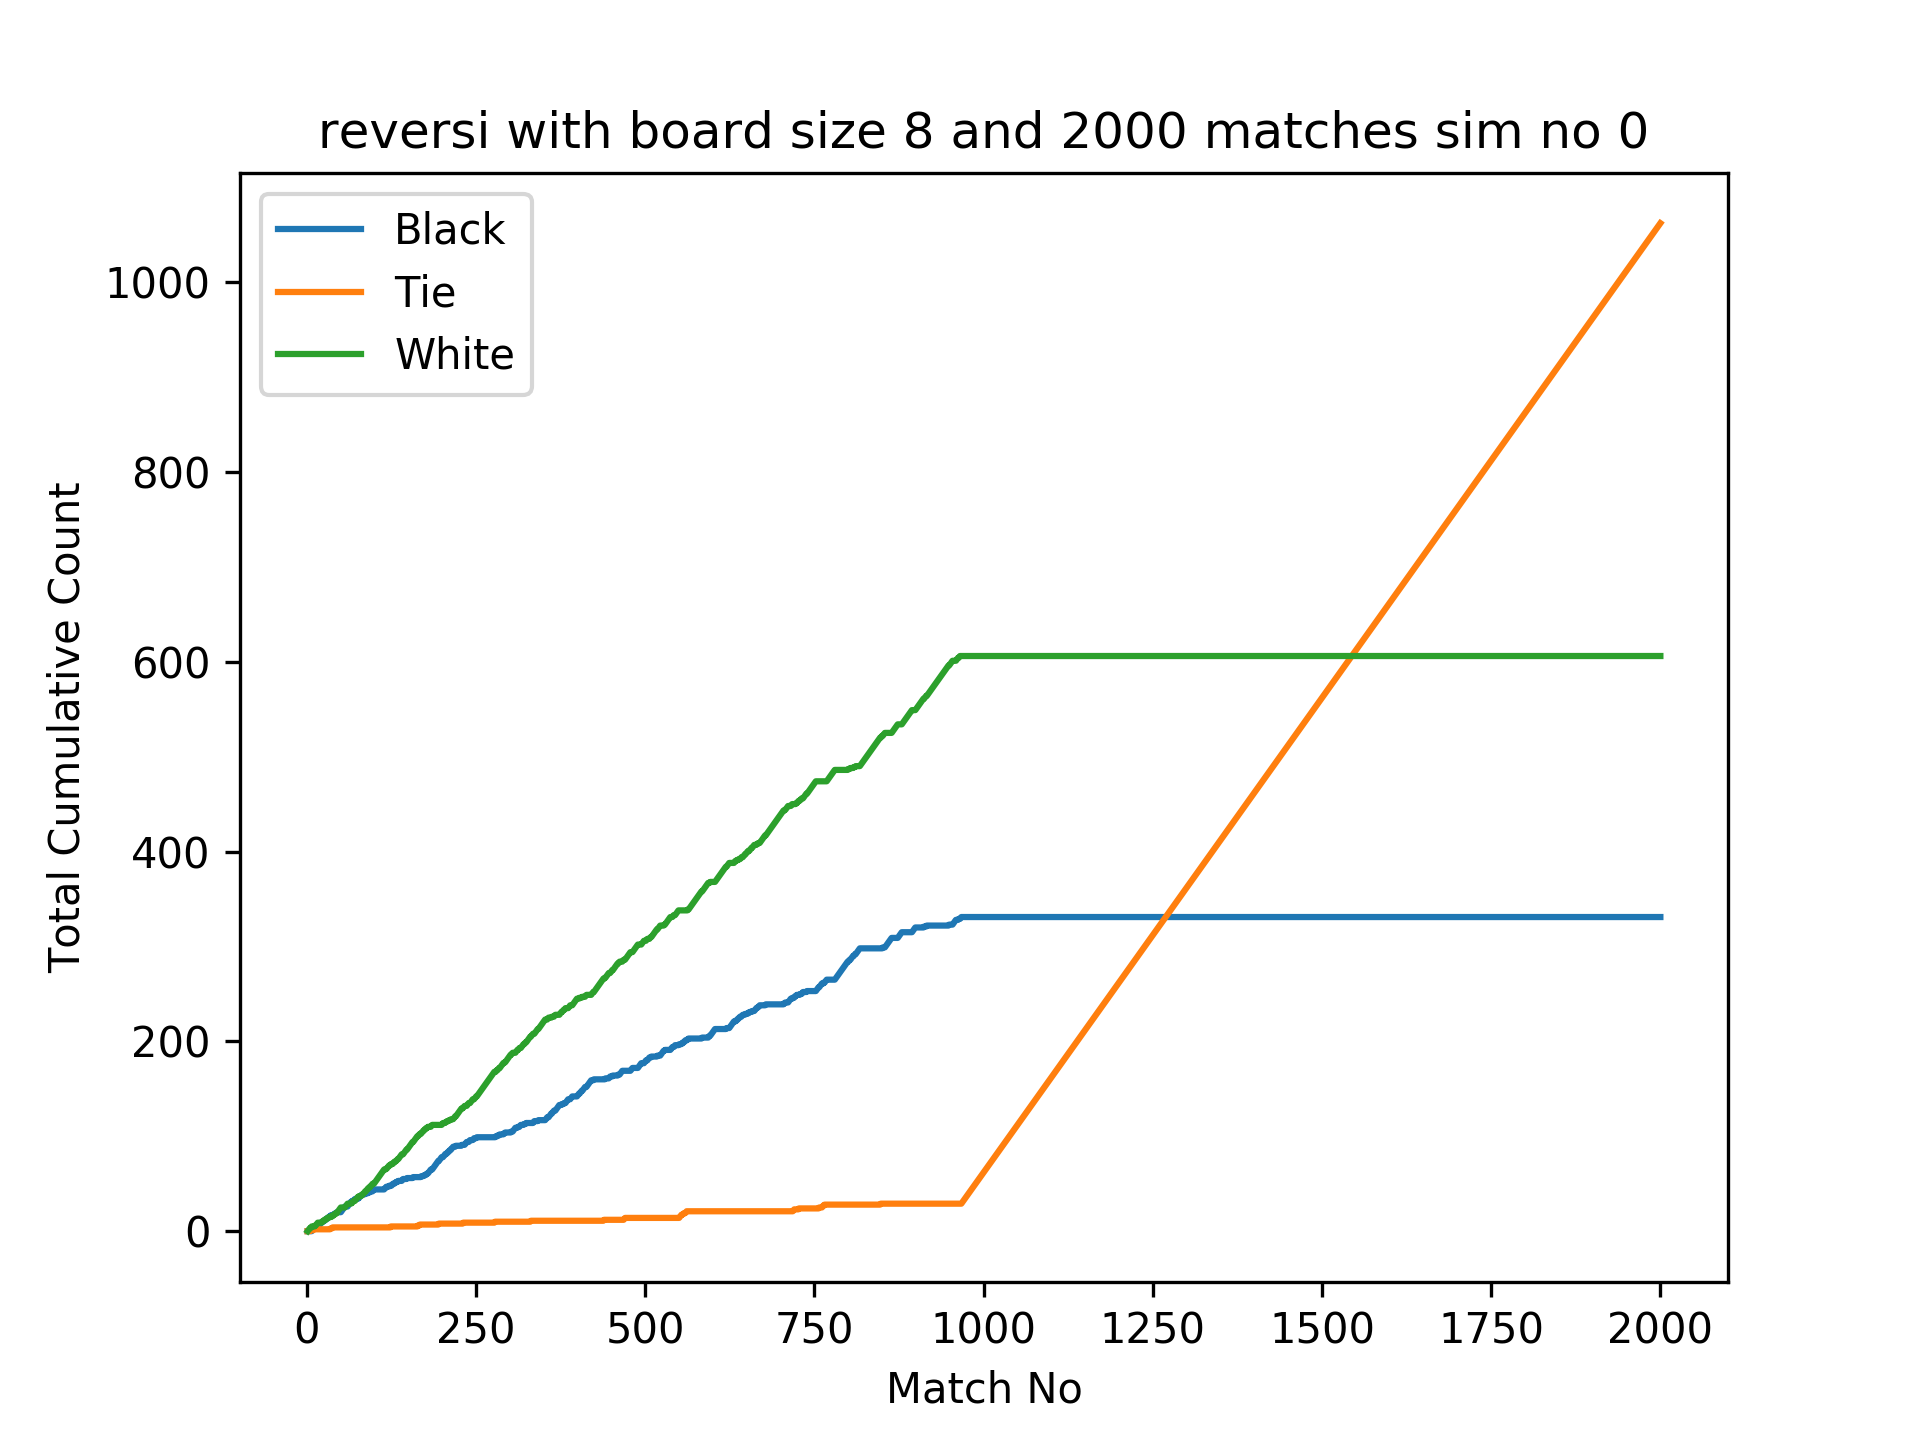 reversi with board size 8 and 2000 matches sim no 0
Black
Tie
White
Total Cumulative Count
1000
800
600
400
200
0
0 250 500 750 1000 1250 1500 1750 2000
Match No